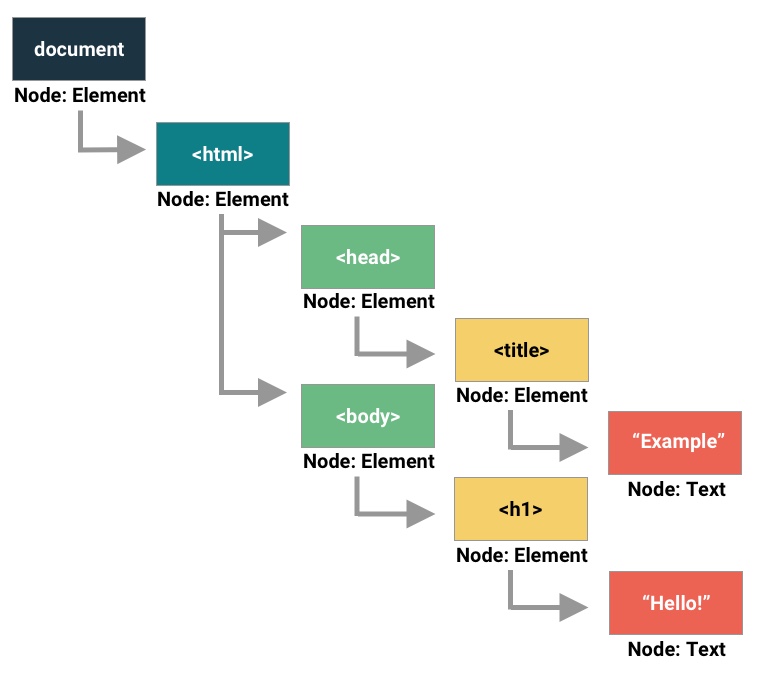 document
Node: Element
<html>
Node: Element
<head>
Node: Element
<title>
Node: Element
<body>
Node: Element
“Example”
Node: Text
<h1>
Node: Element
“Hello!”
Node: Text